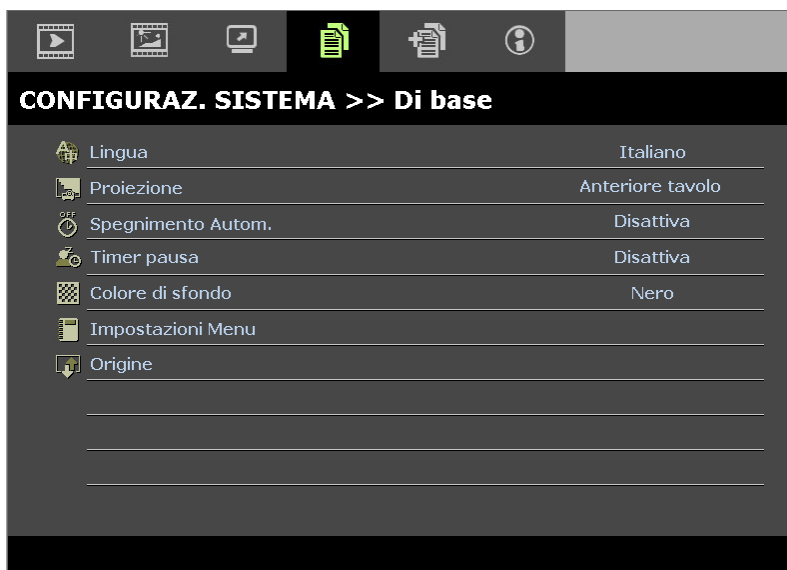 CONFIGURAZ. SISTEMA >> Di base
Lingua Italiano
Proiezione Anteriore tavolo
OFF
Spegnimento Autom. Disattiva
Timer pausa Disattiva
Colore di sfondo Nero
Impostazioni Menu
Origine